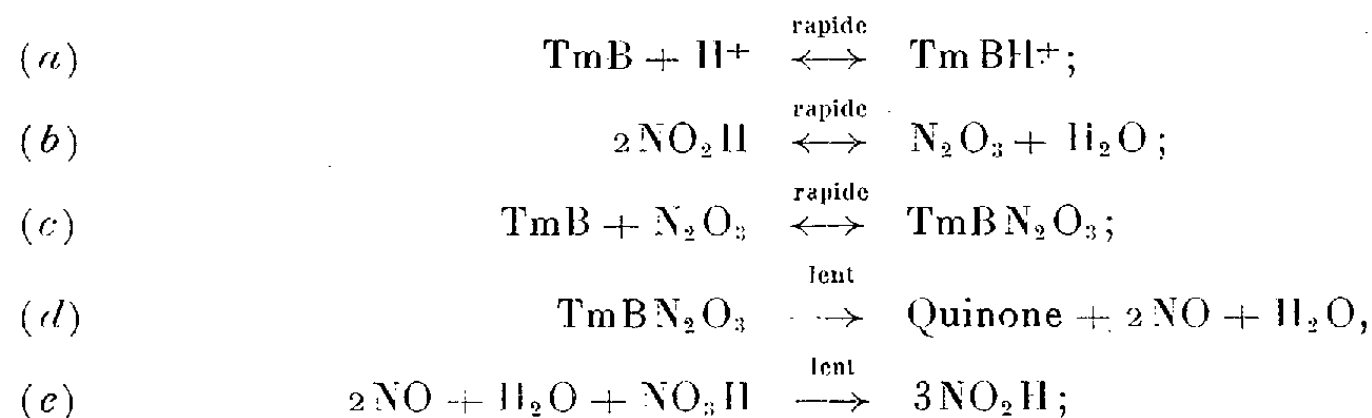 (a) TmB + H⁺ ⟷ rapide TmBH⁺;
(b) 2NO₂H ⟷ rapide N₂O₃ + H₂O;
(c) TmB + N₂O₃ ⟷ rapide TmBN₂O₃;
(d) TmBN₂O₃ ⟶ lent Quinone + 2NO + H₂O,
(e) 2NO + H₂O + NO₃H ⟶ lent 3NO₂H;